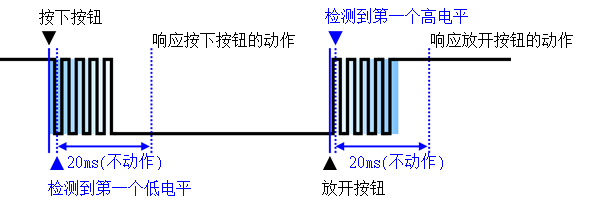 按下按钮
检测到第一个高电平
响应按下按钮的动作
响应放开按钮的动作
20ms(不动作)
20ms(不动作)
检测到第一个低电平
放开按钮